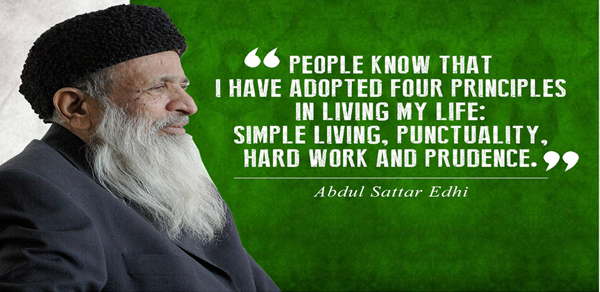 “ PEOPLE KNOW THAT
I HAVE ADOPTED FOUR PRINCIPLES
IN LIVING MY LIFE:
SIMPLE LIVING, PUNCTUALITY,
HARD WORK AND PRUDENCE. ”
Abdul Sattar Edhi